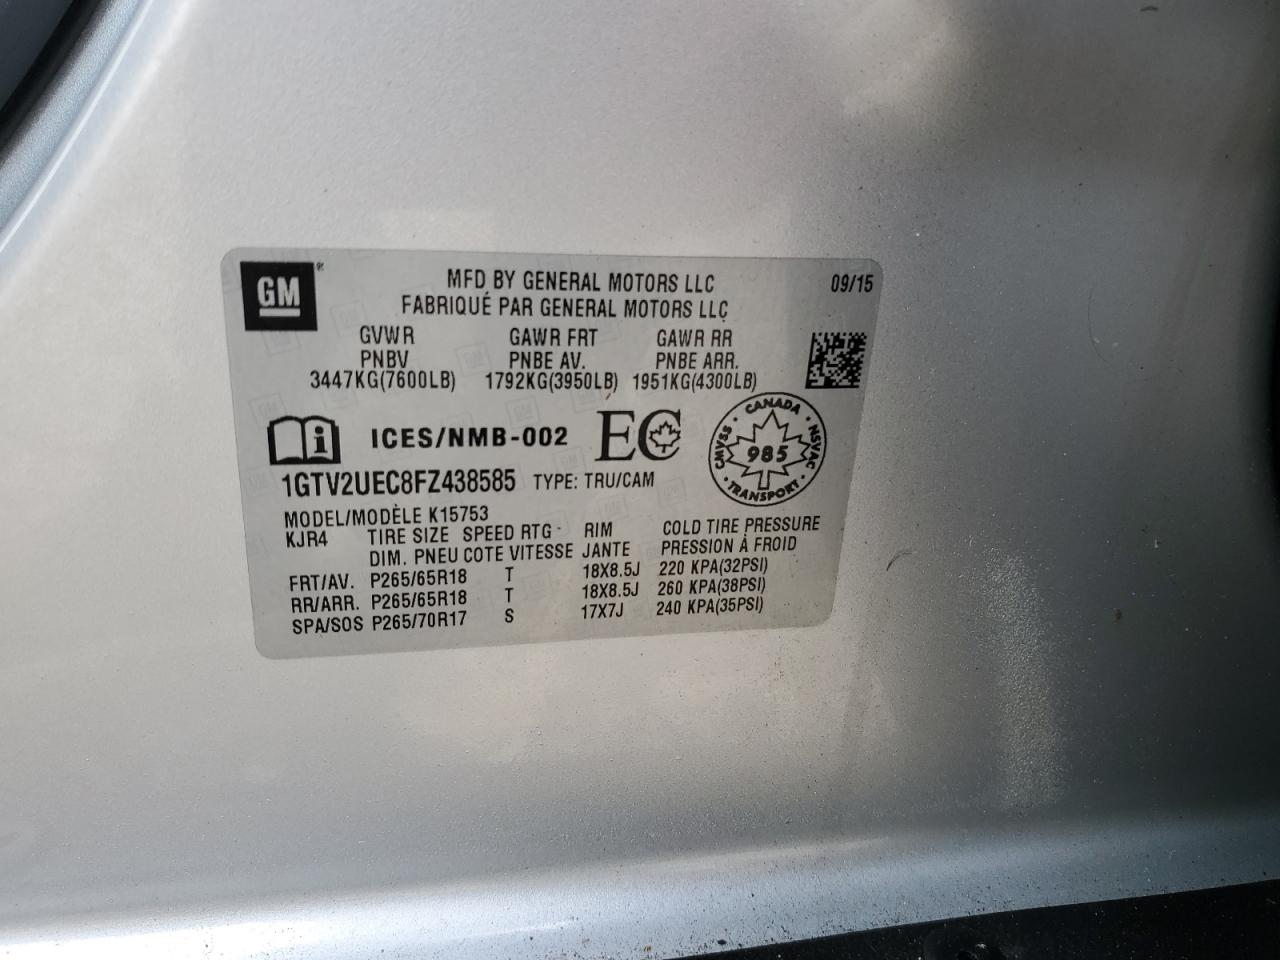 GM
MFD BY GENERAL MOTORS LLC 09/15
FABRIQUÉ PAR GENERAL MOTORS LLC
GVWR GAWR FRT GAWR RR
PNBV PNBE AV. PNBE ARR.
3447KG(7600LB) 1792KG(3950LB) 1951KG(4300LB)
ICES/NMB-002 EC
CANADA
CMVSS 985 NSVAC
TRANSPORT
1GTV2UEC8FZ438585 TYPE: TRU/CAM
MODEL/MODÈLE K15753
KJR4 TIRE SIZE SPEED RTG RIM COLD TIRE PRESSURE
DIM. PNEU COTE VITESSE JANTE PRESSION À FROID
FRT/AV. P265/65R18 T 18X8.5J 220 KPA(32PSI)
RR/ARR. P265/65R18 T 18X8.5J 260 KPA(38PSI)
SPA/SOS P265/70R17 S 17X7J 240 KPA(35PSI)